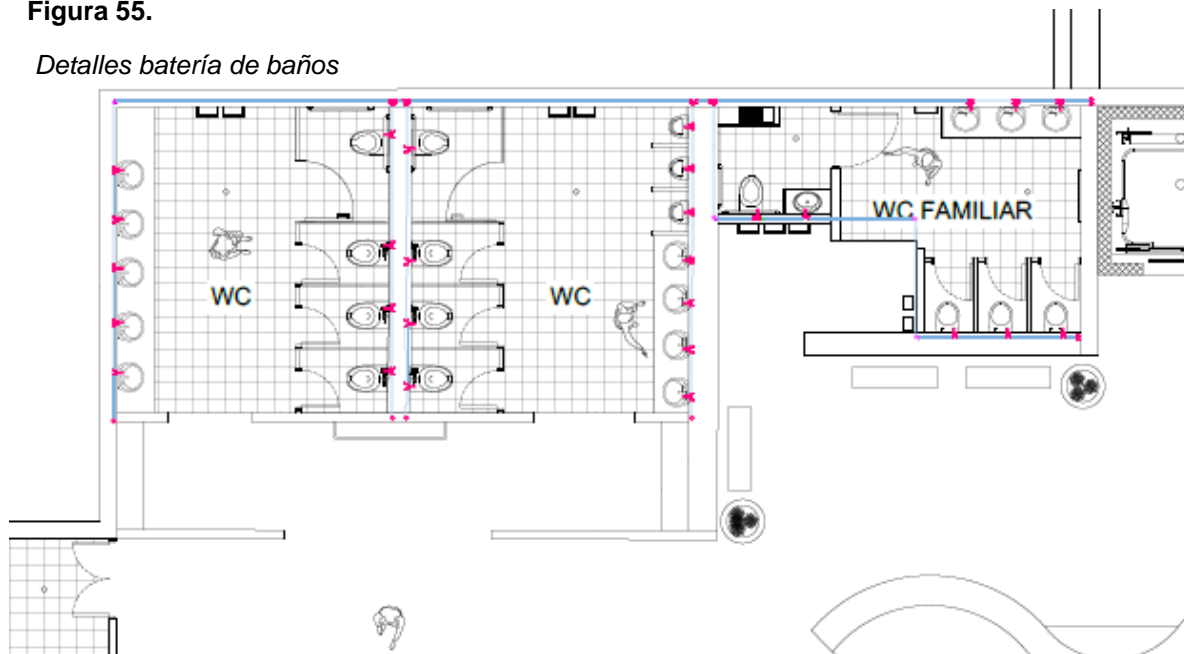 Figura 55.
Detalles batería de baños
WC FAMILIAR
WC
WC